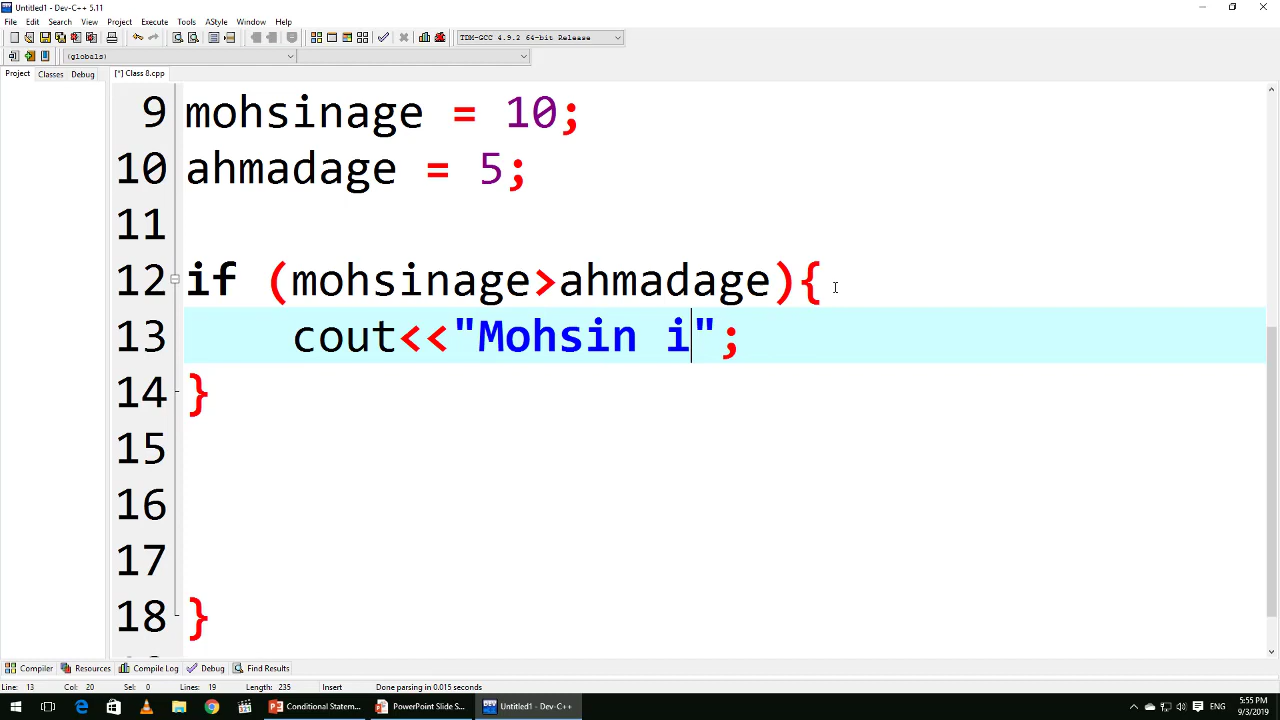 Untitled1 - Dev-C++ 5.11
File Edit Search View Project Execute Tools AStyle Window Help
TDM-GCC 4.9.2 64-bit Release
(globals)
Project Classes Debug [*] Class 8.cpp
9 mohsinage = 10;
10 ahmadage = 5;
11
12 if (mohsinage>ahmadage){
13 cout<<"Mohsin i";
14 }
15
16
17
18 }
Compiler Resources Compile Log Debug Find Results
Line: 13 Col: 20 Sel: 0 Lines: 19 Length: 235 Insert Done parsing in 0.015 seconds
Conditional Statem... PowerPoint Slide S... Untitled1 - Dev-C++ ENG 5:55 PM
9/3/2019